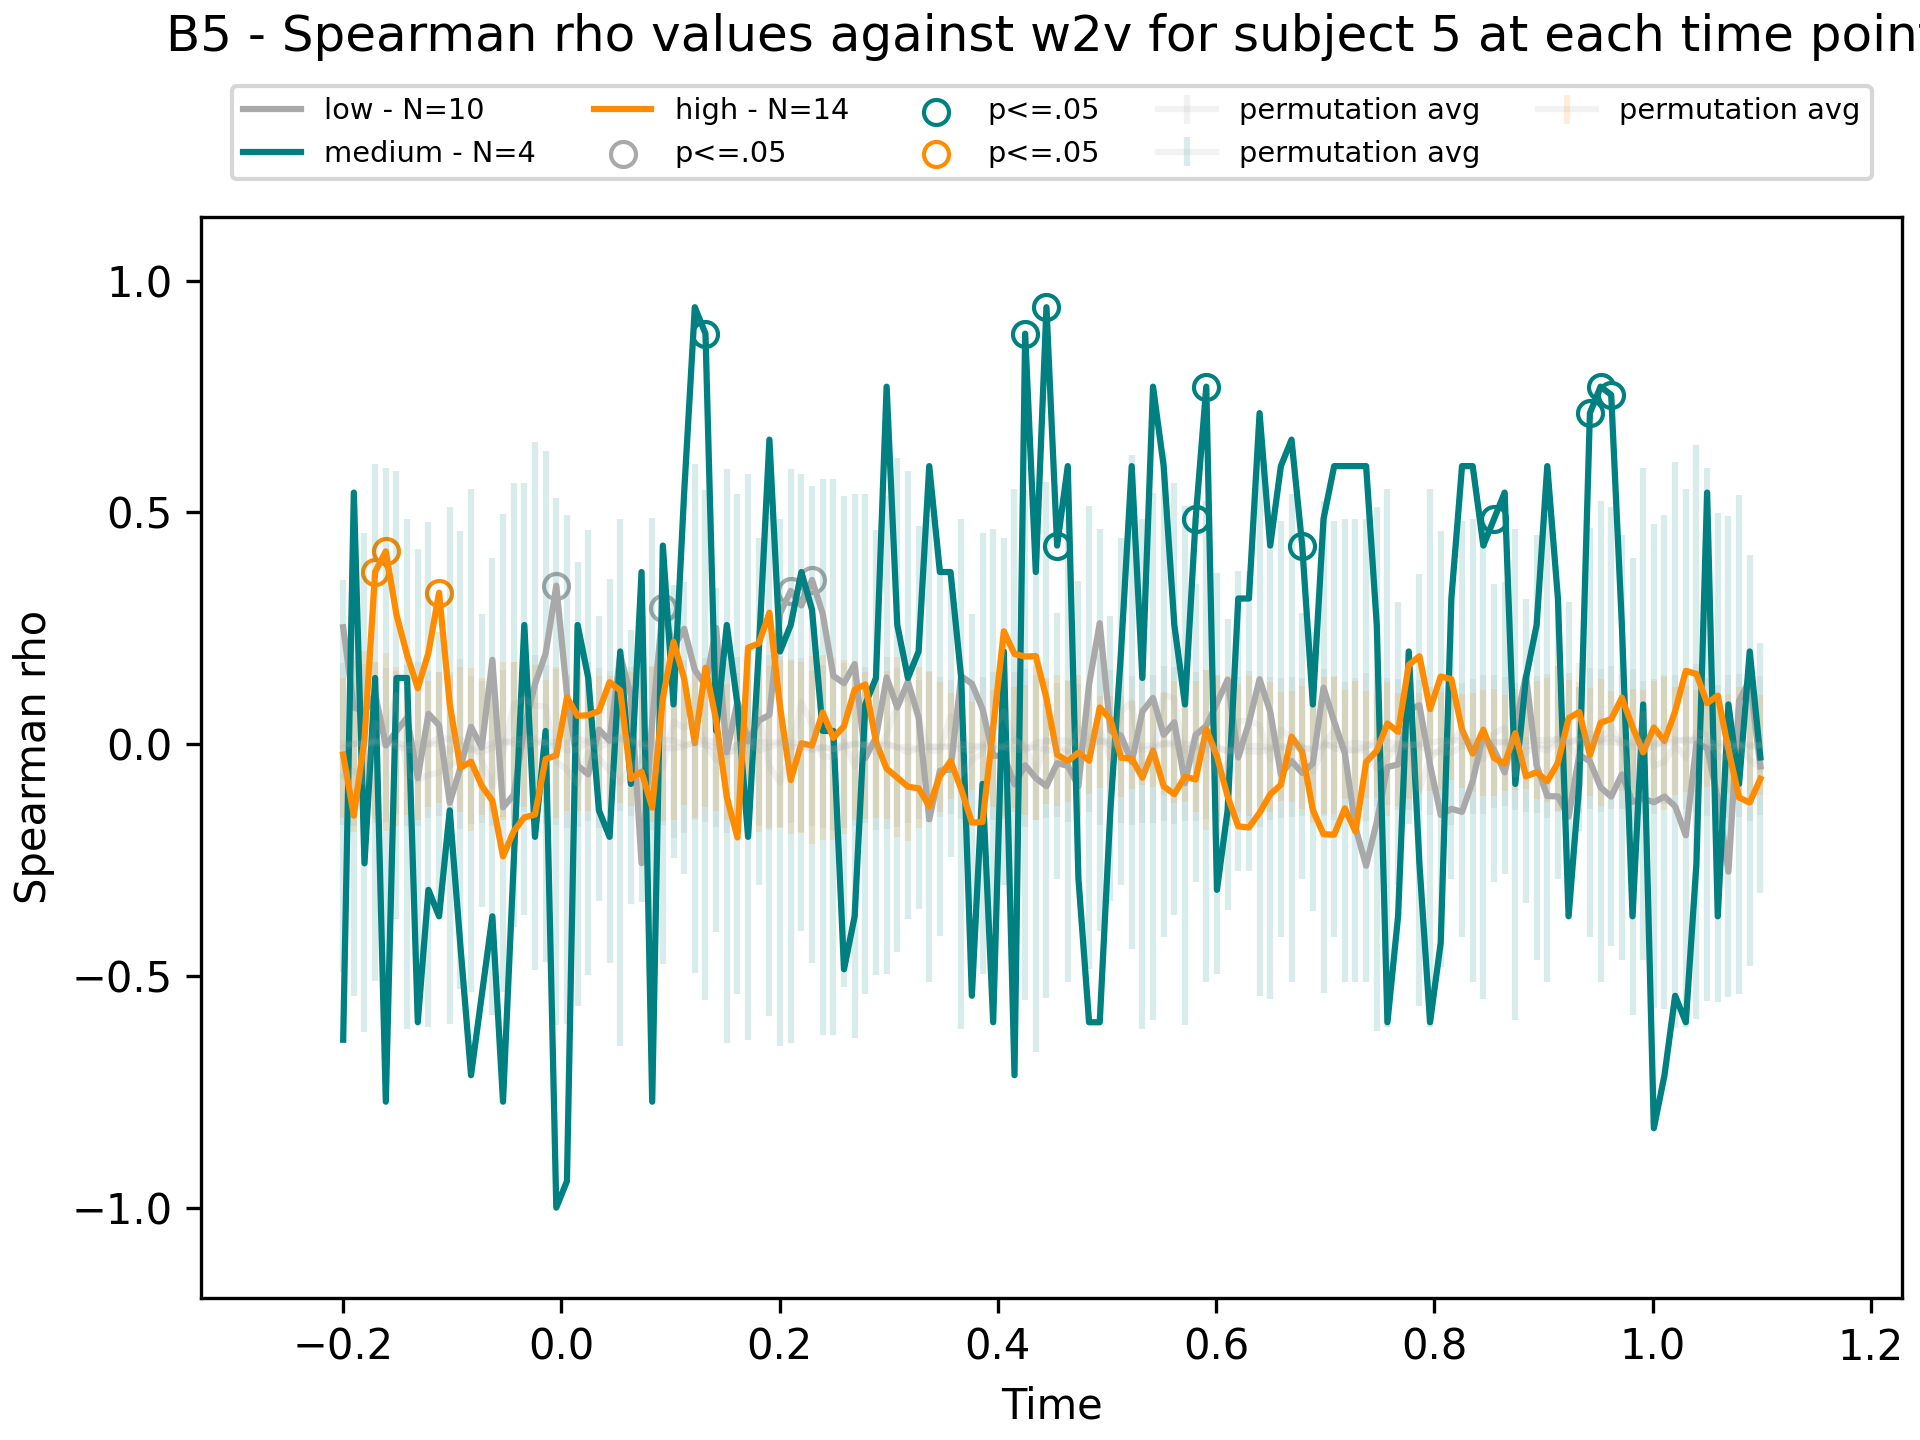 B5 - Spearman rho values against w2v for subject 5 at each time poin
low - N=10
medium - N=4
high - N=14
p<=.05
p<=.05
p<=.05
permutation avg
permutation avg
permutation avg
Spearman rho
1.0
0.5
0.0
−0.5
−1.0
−0.2 0.0 0.2 0.4 0.6 0.8 1.0 1.2
Time